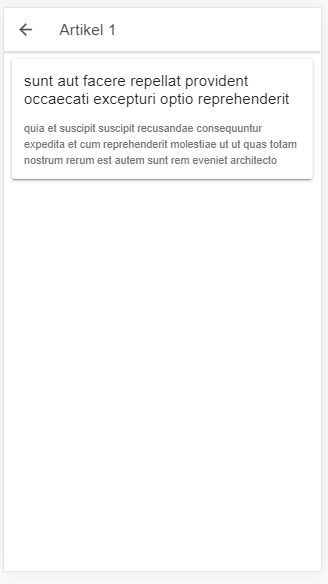 Artikel 1
sunt aut facere repellat provident
occaecati excepturi optio reprehenderit
quia et suscipit suscipit recusandae consequuntur
expedita et cum reprehenderit molestiae ut ut quas totam
nostrum rerum est autem sunt rem eveniet architecto